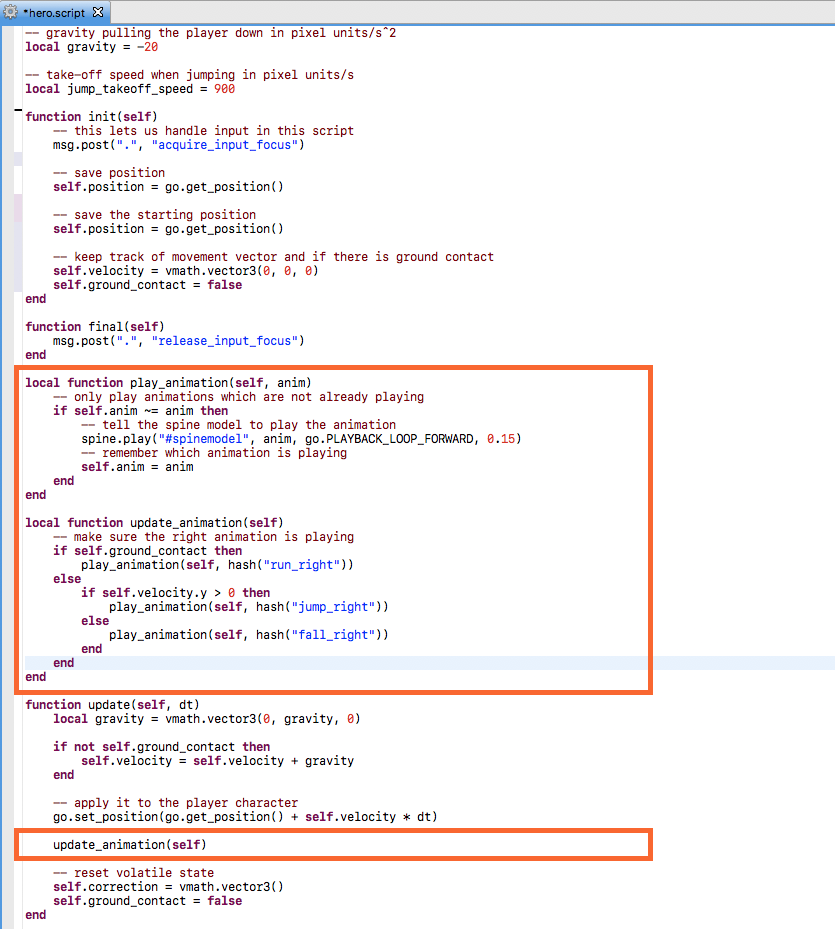 *hero.script
-- gravity pulling the player down in pixel units/s^2
local gravity = -20
-- take-off speed when jumping in pixel units/s
local jump_takeoff_speed = 900
function init(self)
-- this lets us handle input in this script
msg.post(".", "acquire_input_focus")
-- save position
self.position = go.get_position()
-- save the starting position
self.position = go.get_position()
-- keep track of movement vector and if there is ground contact
self.velocity = vmath.vector3(0, 0, 0)
self.ground_contact = false
end
function final(self)
msg.post(".", "release_input_focus")
end
local function play_animation(self, anim)
-- only play animations which are not already playing
if self.anim ~= anim then
-- tell the spine model to play the animation
spine.play("#spinemodel", anim, go.PLAYBACK_LOOP_FORWARD, 0.15)
-- remember which animation is playing
self.anim = anim
end
end
local function update_animation(self)
-- make sure the right animation is playing
if self.ground_contact then
play_animation(self, hash("run_right"))
else
if self.velocity.y > 0 then
play_animation(self, hash("jump_right"))
else
play_animation(self, hash("fall_right"))
end
end
end
function update(self, dt)
local gravity = vmath.vector3(0, gravity, 0)
if not self.ground_contact then
self.velocity = self.velocity + gravity
end
-- apply it to the player character
go.set_position(go.get_position() + self.velocity * dt)
update_animation(self)
-- reset volatile state
self.correction = vmath.vector3()
self.ground_contact = false
end